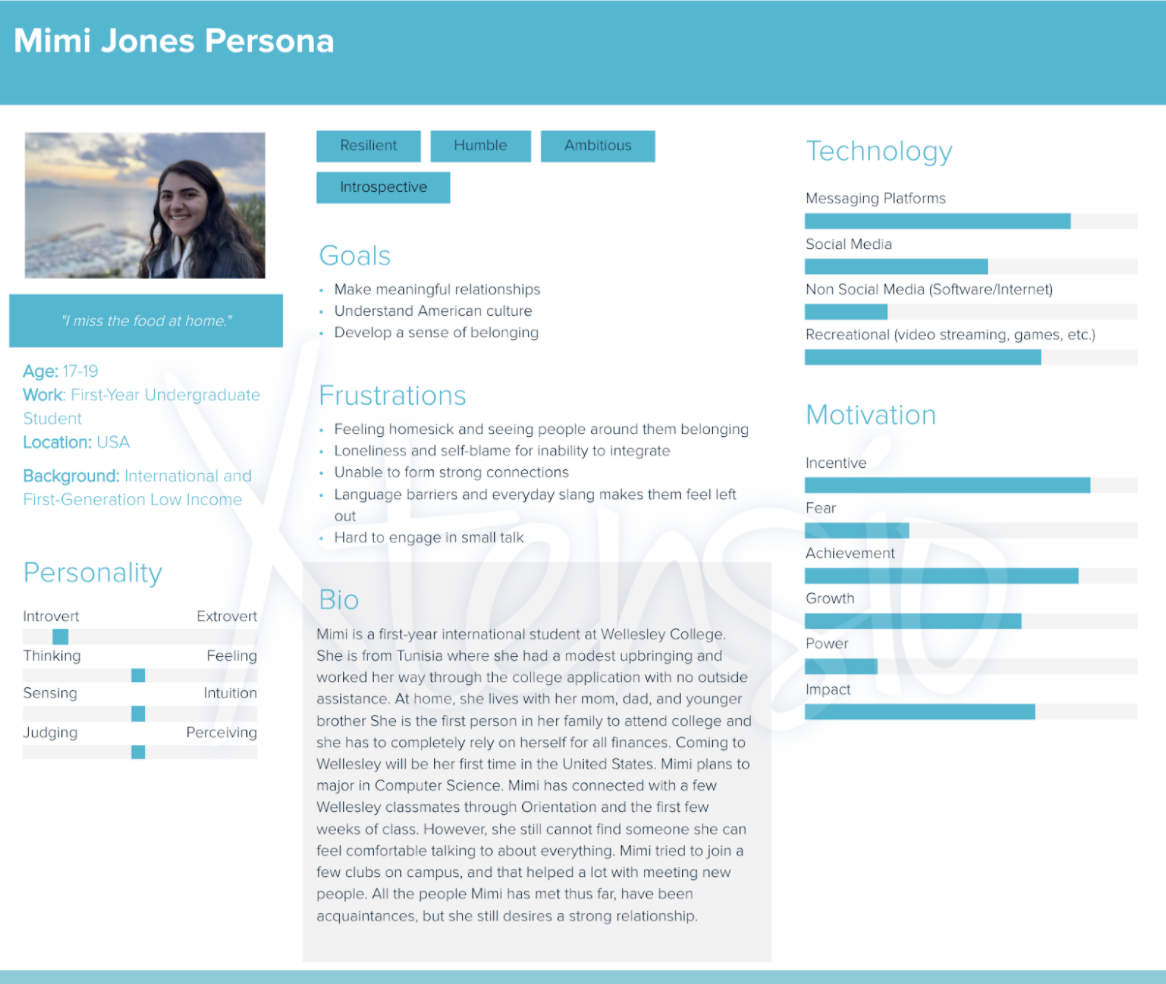 Mimi Jones Persona
"I miss the food at home."
Age: 17-19
Work: First-Year Undergraduate
Student
Location: USA
Background: International and
First-Generation Low Income
Personality
Introvert Extrovert
Thinking Feeling
Sensing Intuition
Judging Perceiving
Resilient Humble Ambitious
Introspective
Goals
• Make meaningful relationships
• Understand American culture
• Develop a sense of belonging
Frustrations
• Feeling homesick and seeing people around them belonging
• Loneliness and self-blame for inability to integrate
• Unable to form strong connections
• Language barriers and everyday slang makes them feel left
out
• Hard to engage in small talk
Bio
Mimi is a first-year international student at Wellesley College.
She is from Tunisia where she had a modest upbringing and
worked her way through the college application with no outside
assistance. At home, she lives with her mom, dad, and younger
brother She is the first person in her family to attend college and
she has to completely rely on herself for all finances. Coming to
Wellesley will be her first time in the United States. Mimi plans to
major in Computer Science. Mimi has connected with a few
Wellesley classmates through Orientation and the first few
weeks of class. However, she still cannot find someone she can
feel comfortable talking to about everything. Mimi tried to join a
few clubs on campus, and that helped a lot with meeting new
people. All the people Mimi has met thus far, have been
acquaintances, but she still desires a strong relationship.
Technology
Messaging Platforms
Social Media
Non Social Media (Software/Internet)
Recreational (video streaming, games, etc.)
Motivation
Incentive
Fear
Achievement
Growth
Power
Impact
Xtensio